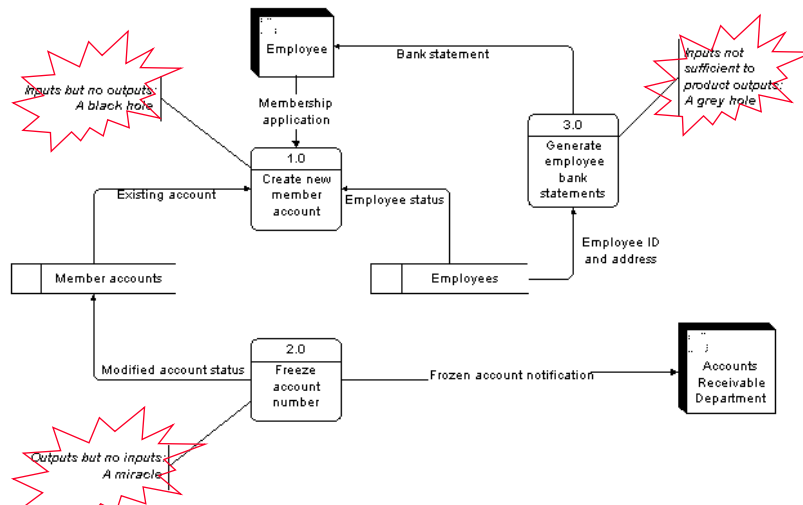 Employee
Bank statement
Inputs not
sufficient to
product outputs:
A grey hole
Inputs but no outputs:
A black hole
Membership
application
3.0
Generate
employee
bank
statements
1.0
Create new
member
account
Existing account
Employee status
Employee ID
and address
Member accounts
Employees
2.0
Freeze
account
number
Modified account status
Frozen account notification
Accounts
Receivable
Department
Outputs but no inputs:
A miracle